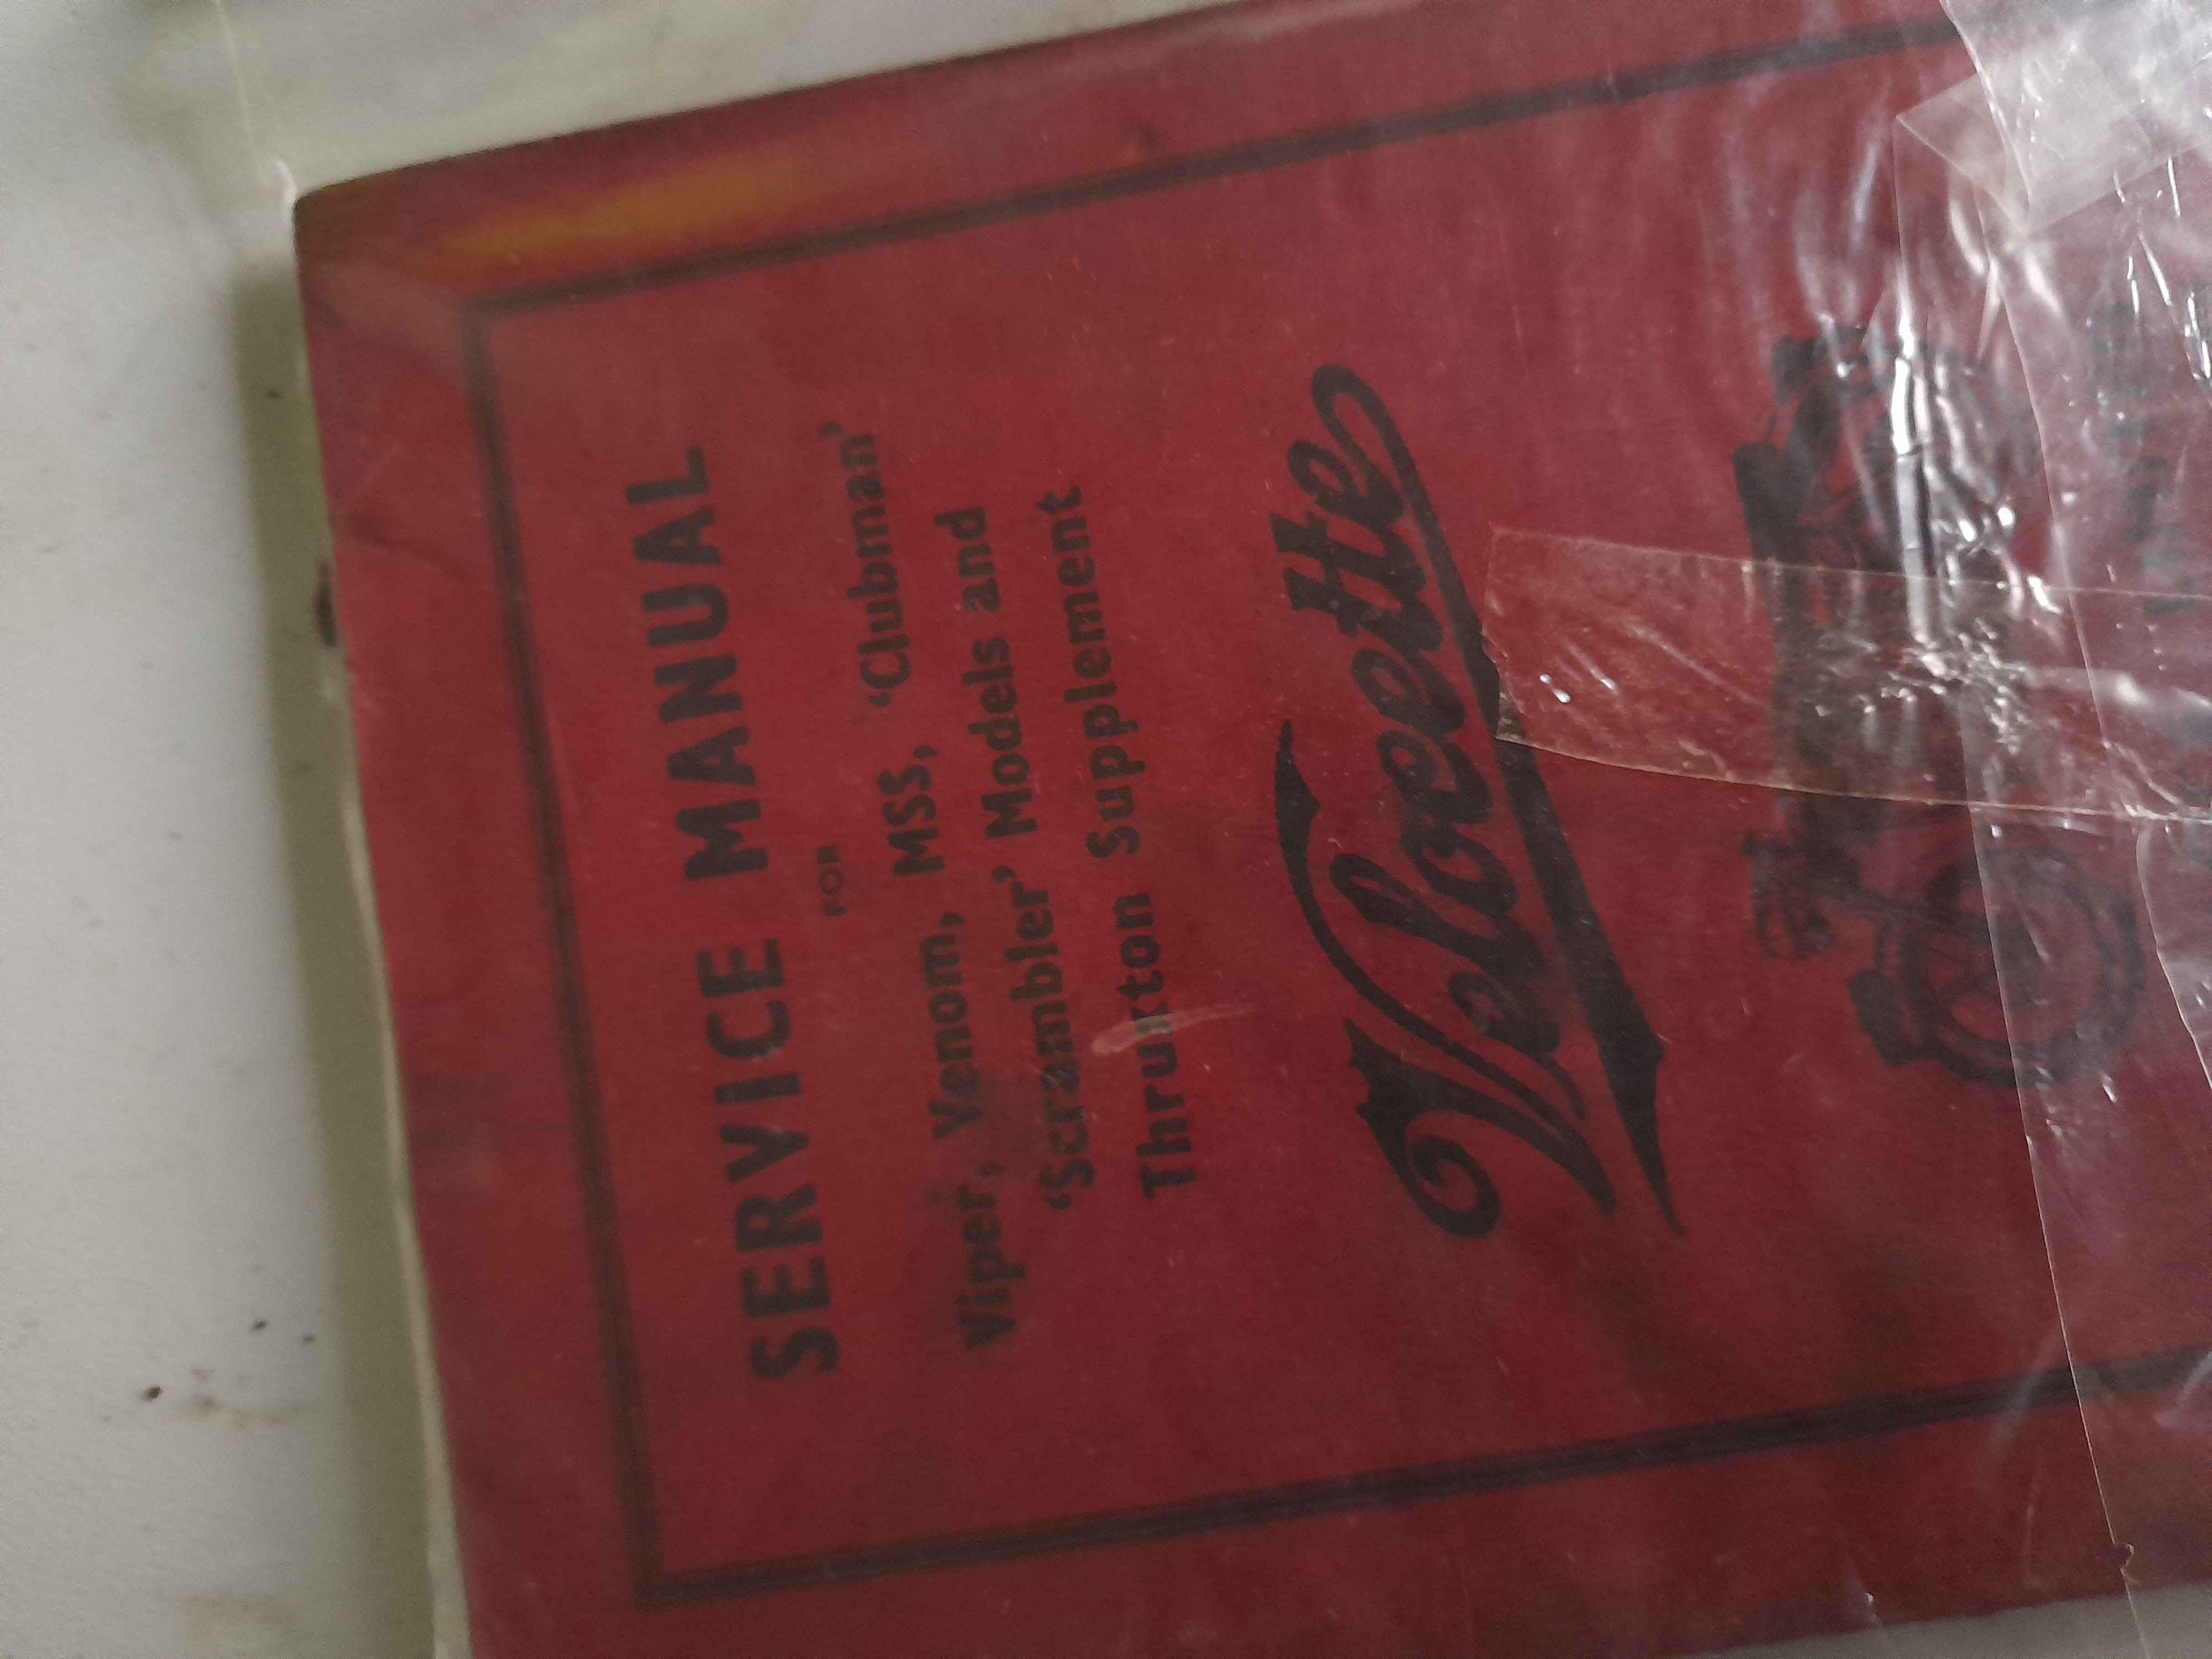 SERVICE MANUAL
FOR
Viper, Venom, MSS, ‘Clubman’
‘Scrambler’ Models and
Thruxton Supplement
Velocette